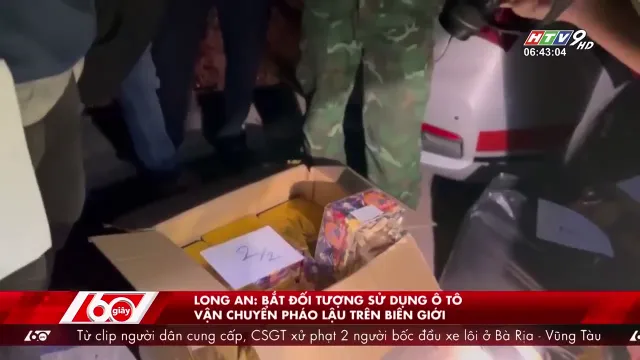 HTV9 HD
06:43:04
2/2
60 giây
LONG AN: BẮT ĐỐI TƯỢNG SỬ DỤNG Ô TÔ
VẬN CHUYỂN PHÁO LẬU TRÊN BIÊN GIỚI
60 Từ clip người dân cung cấp, CSGT xử phạt 2 người bốc đầu xe lôi ở Bà Rịa - Vũng Tàu 60